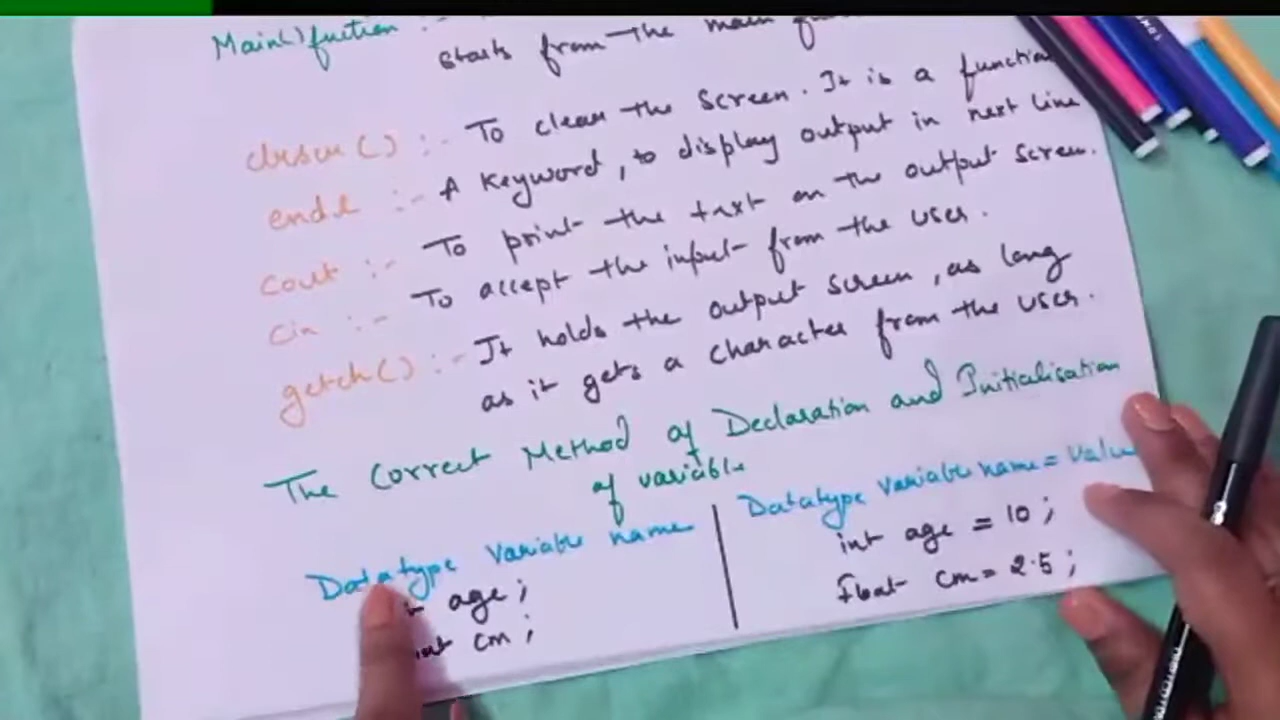 Main() fuction :-
starts from the main
clrscr() :- To clear the screen. It is a function
endl :- A keyword, to display output in next line
cout :- To print the text on the output screen.
cin :- To accept the input from the user.
getch() :- It holds the output screen, as long
as it gets a character from the user.
The Correct Method of Declaration and Initialisation
of variable
Datatype Variable name
age;
cm;
Datatype Variable name = Value
int age = 10;
float cm = 2.5;